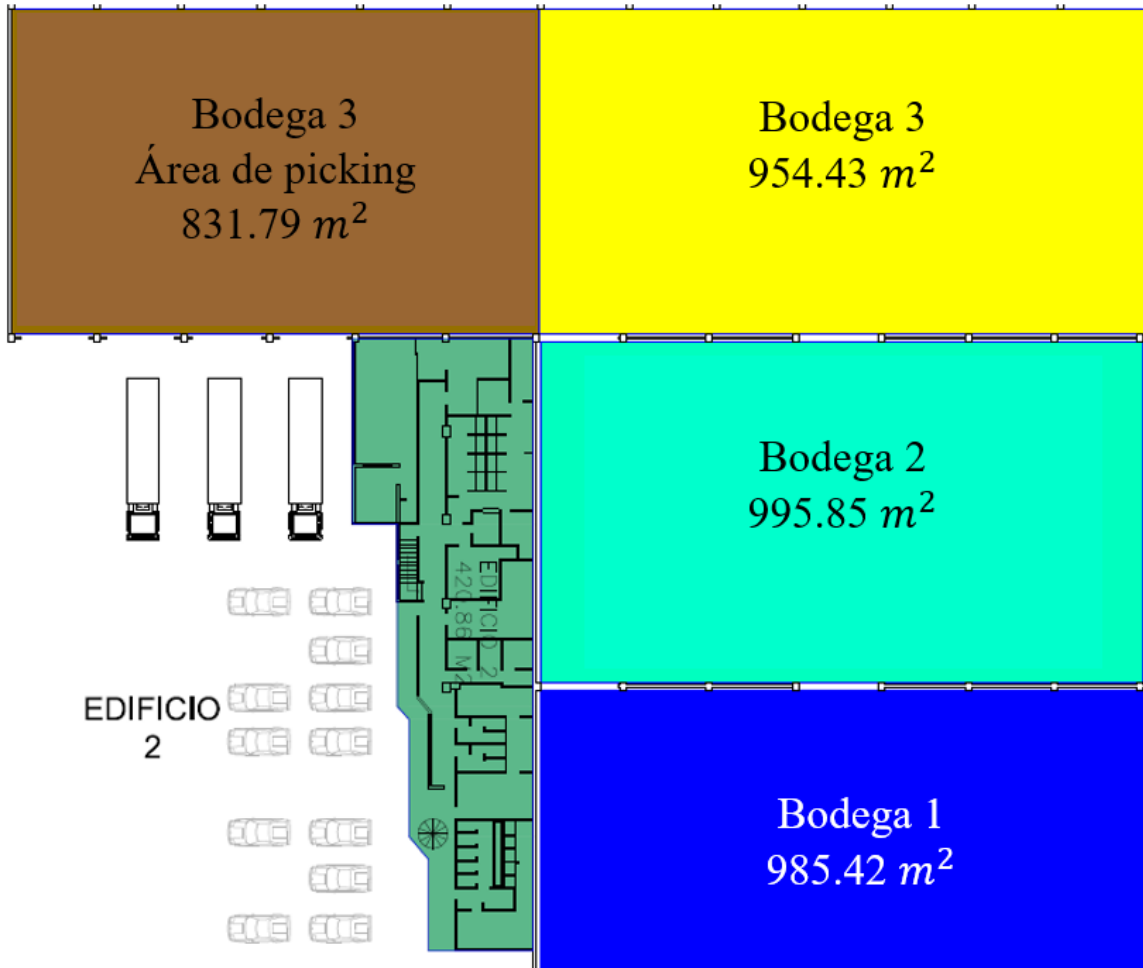 Bodega 3
Área de picking
831.79 m²
Bodega 3
954.43 m²
Bodega 2
995.85 m²
EDIFICIO 2
420.86 M2
EDIFICIO
2
Bodega 1
985.42 m²